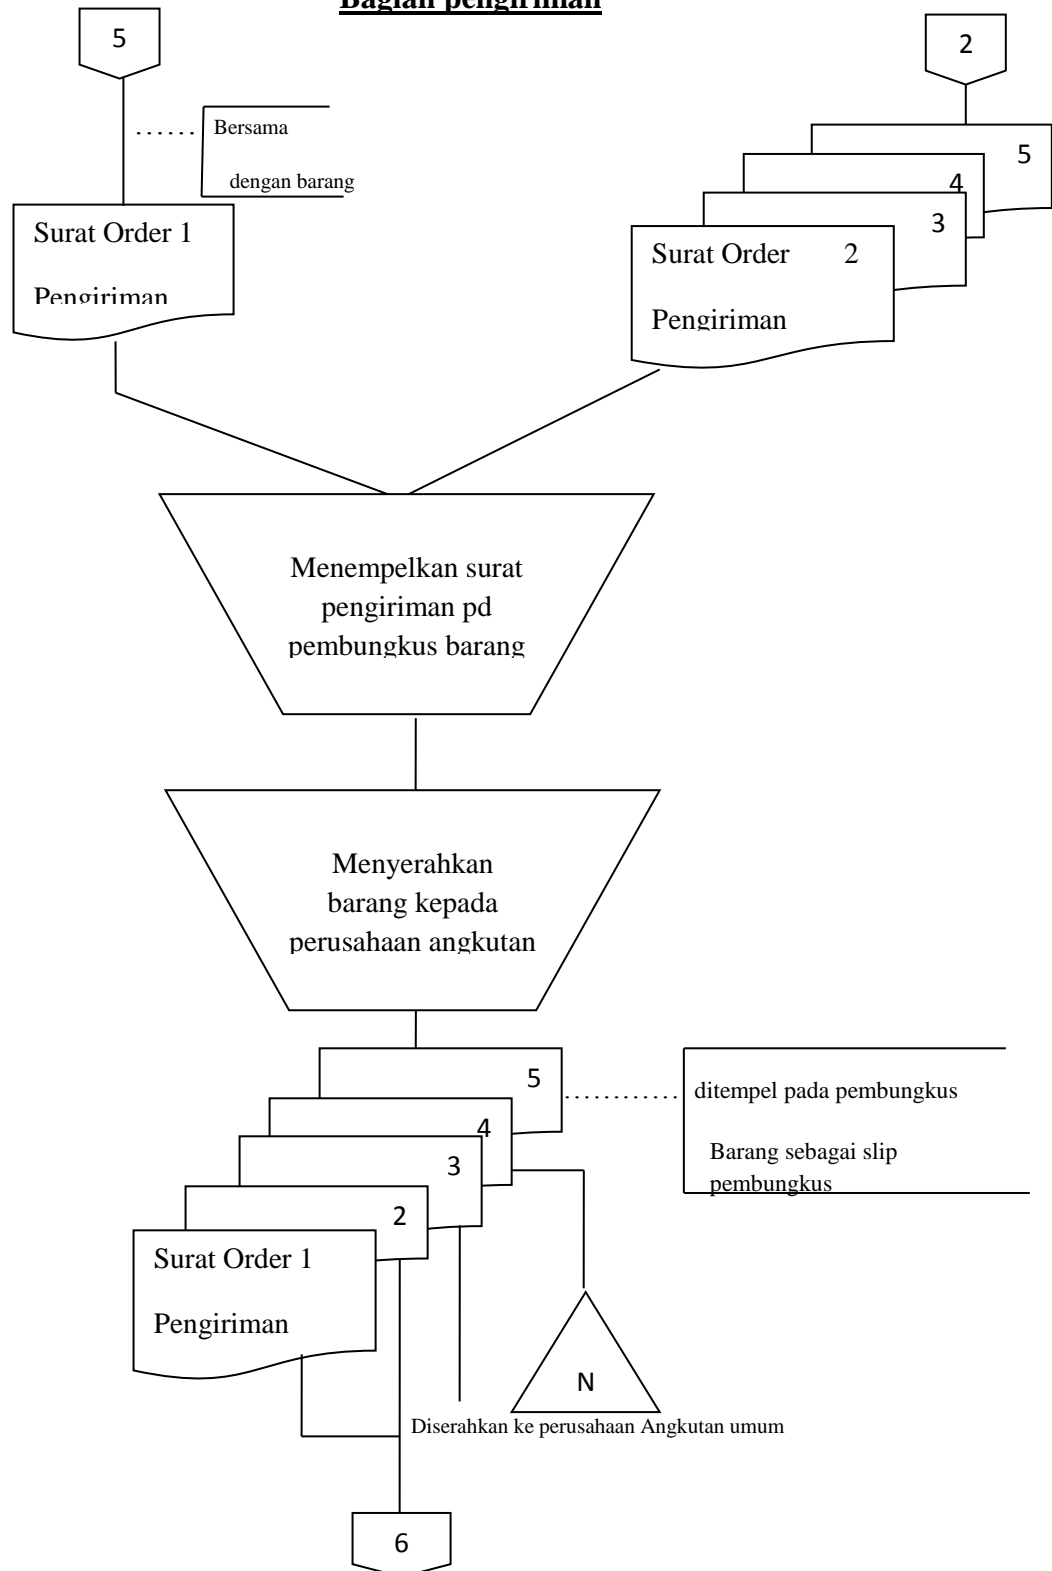 Bagian pengiriman
5
2
Bersama
dengan barang
5
4
3
Surat Order 1
Pengiriman
Surat Order 2
Pengiriman
Menempelkan surat
pengiriman pd
pembungkus barang
Menyerahkan
barang kepada
perusahaan angkutan
5
ditempel pada pembungkus
4
Barang sebagai slip
pembungkus
3
2
Surat Order 1
Pengiriman
N
Diserahkan ke perusahaan Angkutan umum
6